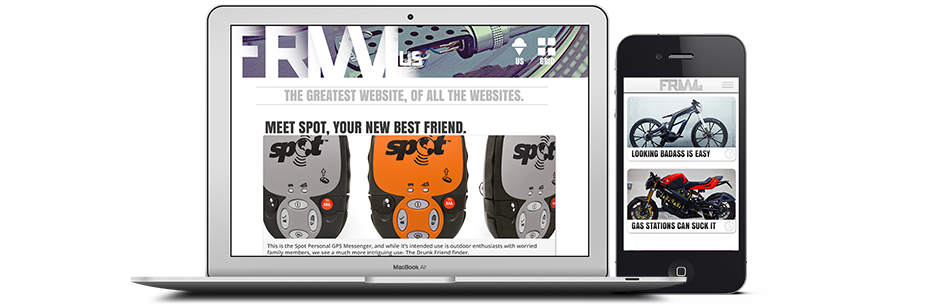 FRWL
US
US
GRID
THE GREATEST WEBSITE, OF ALL THE WEBSITES.
MEET SPOT, YOUR NEW BEST FRIEND.
spot
spot
spot
This is the Spot Personal GPS Messenger, and while it's intended use is outdoor enthusiasts with worried
family members, we see a much more intriguing use: The Drunk Friend finder.
MacBook Air
FRWL
LOOKING BADASS IS EASY
GAS STATIONS CAN SUCK IT